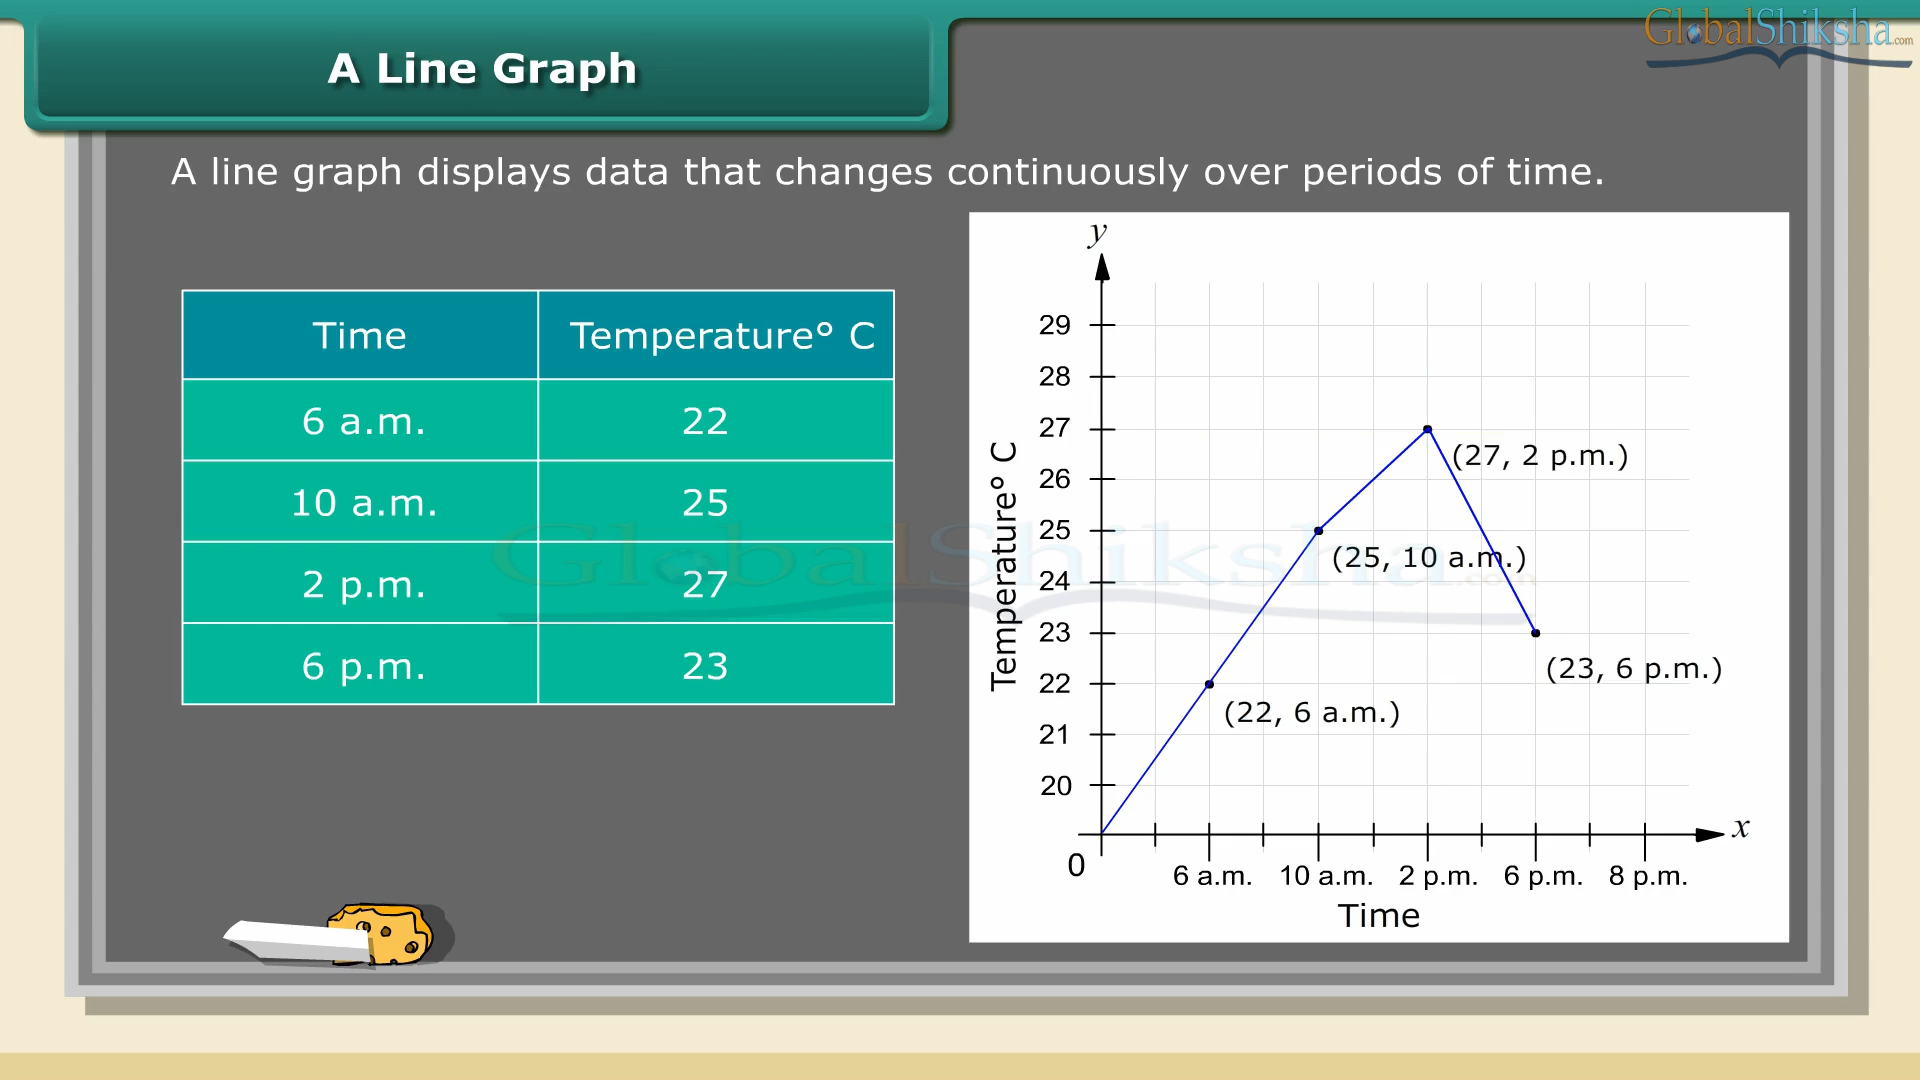 A Line Graph
GlobalShiksha.com
A line graph displays data that changes continuously over periods of time.
Time Temperature° C
6 a.m. 22
10 a.m. 25
2 p.m. 27
6 p.m. 23
y
29
28
27
26
25
24
23
22
21
20
0
Temperature° C
(27, 2 p.m.)
(25, 10 a.m.)
(23, 6 p.m.)
(22, 6 a.m.)
x
6 a.m. 10 a.m. 2 p.m. 6 p.m. 8 p.m.
Time
GlobalShiksha.com